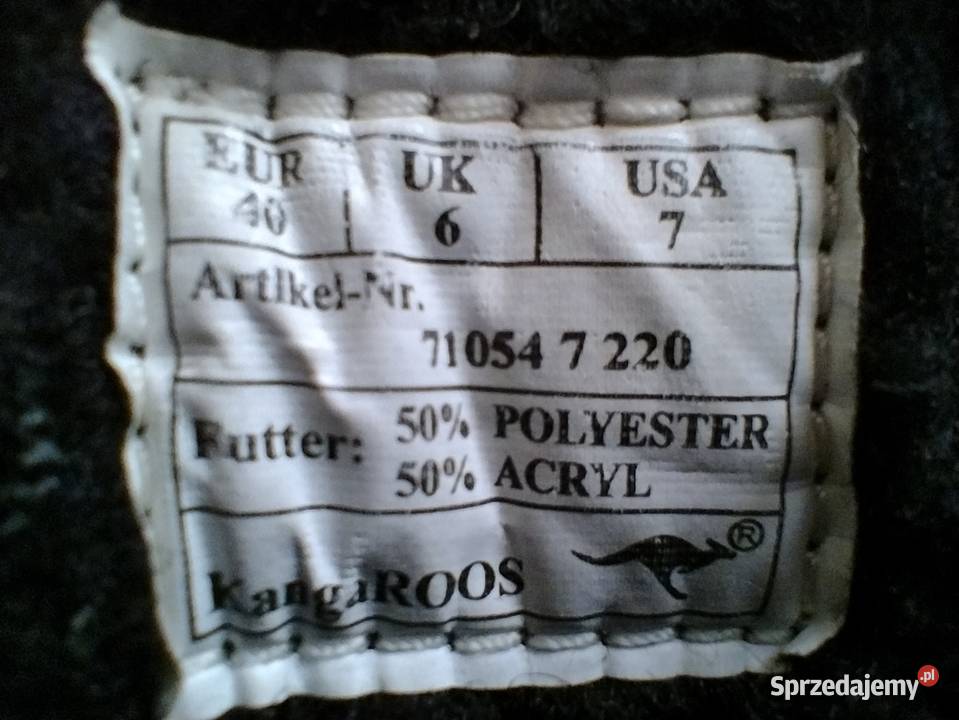 EUR UK USA
40 6 7
Artikel-Nr.
71054 7 220
Futter: 50% POLYESTER
50% ACRYL
KangaROOS ®
Sprzedajemy.pl